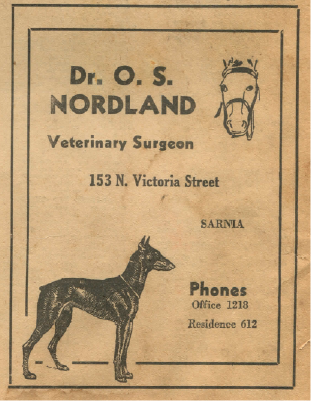 Dr. O. S.
NORDLAND
Veterinary Surgeon
153 N. Victoria Street
SARNIA
Phones
Office 1218
Residence 612